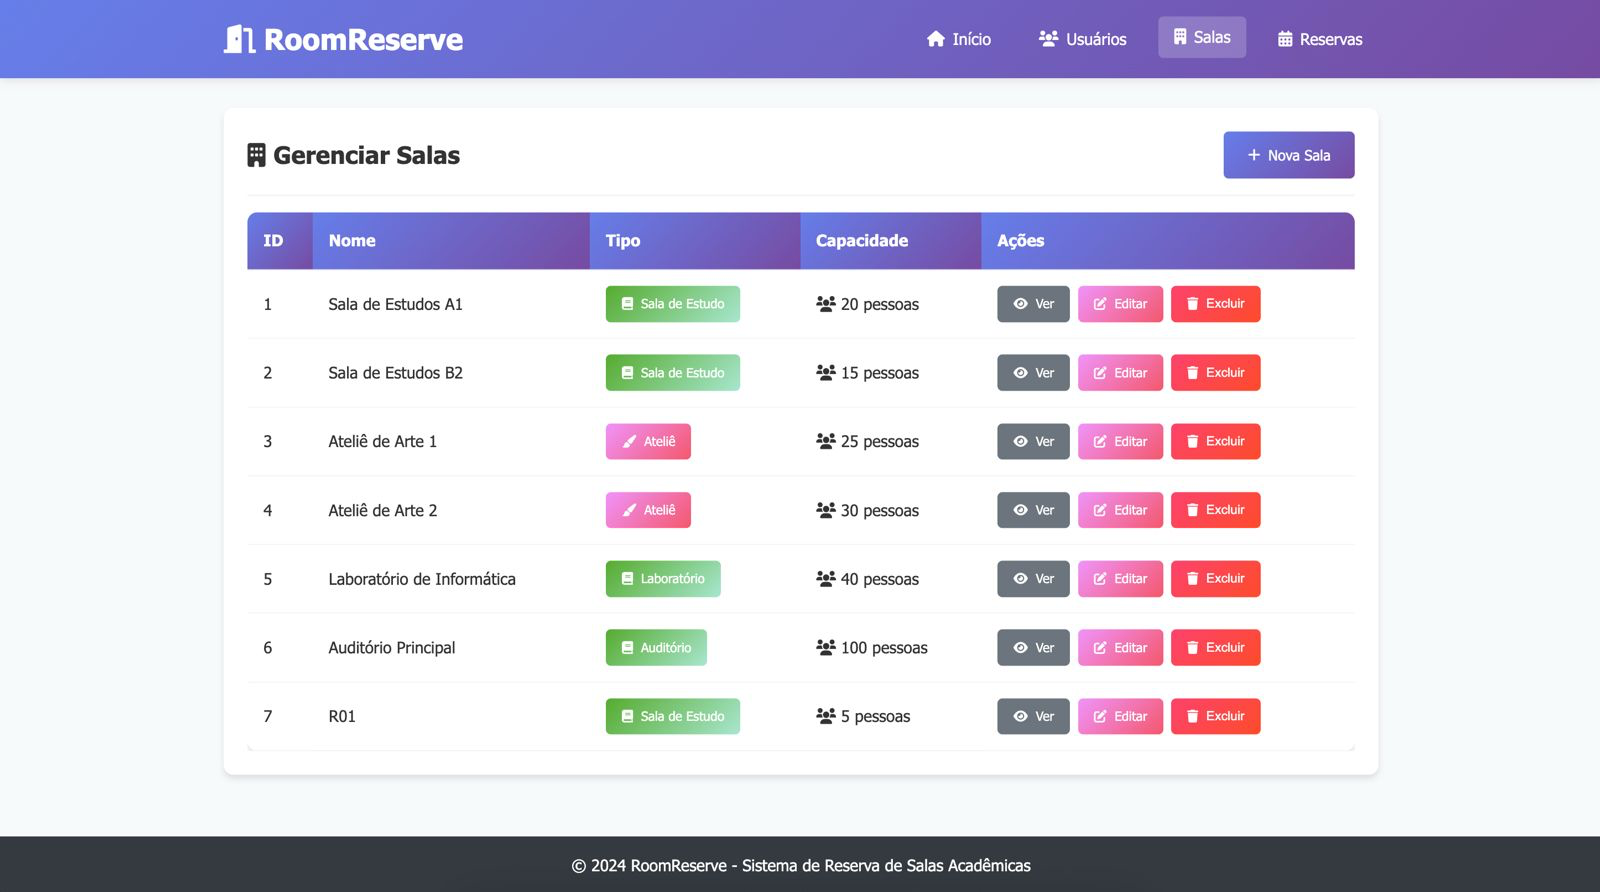 RoomReserve
Início Usuários Salas Reservas
Gerenciar Salas
+ Nova Sala
ID Nome Tipo Capacidade Ações
1 Sala de Estudos A1 Sala de Estudo 20 pessoas Ver Editar Excluir
2 Sala de Estudos B2 Sala de Estudo 15 pessoas Ver Editar Excluir
3 Ateliê de Arte 1 Ateliê 25 pessoas Ver Editar Excluir
4 Ateliê de Arte 2 Ateliê 30 pessoas Ver Editar Excluir
5 Laboratório de Informática Laboratório 40 pessoas Ver Editar Excluir
6 Auditório Principal Auditório 100 pessoas Ver Editar Excluir
7 R01 Sala de Estudo 5 pessoas Ver Editar Excluir
© 2024 RoomReserve - Sistema de Reserva de Salas Acadêmicas